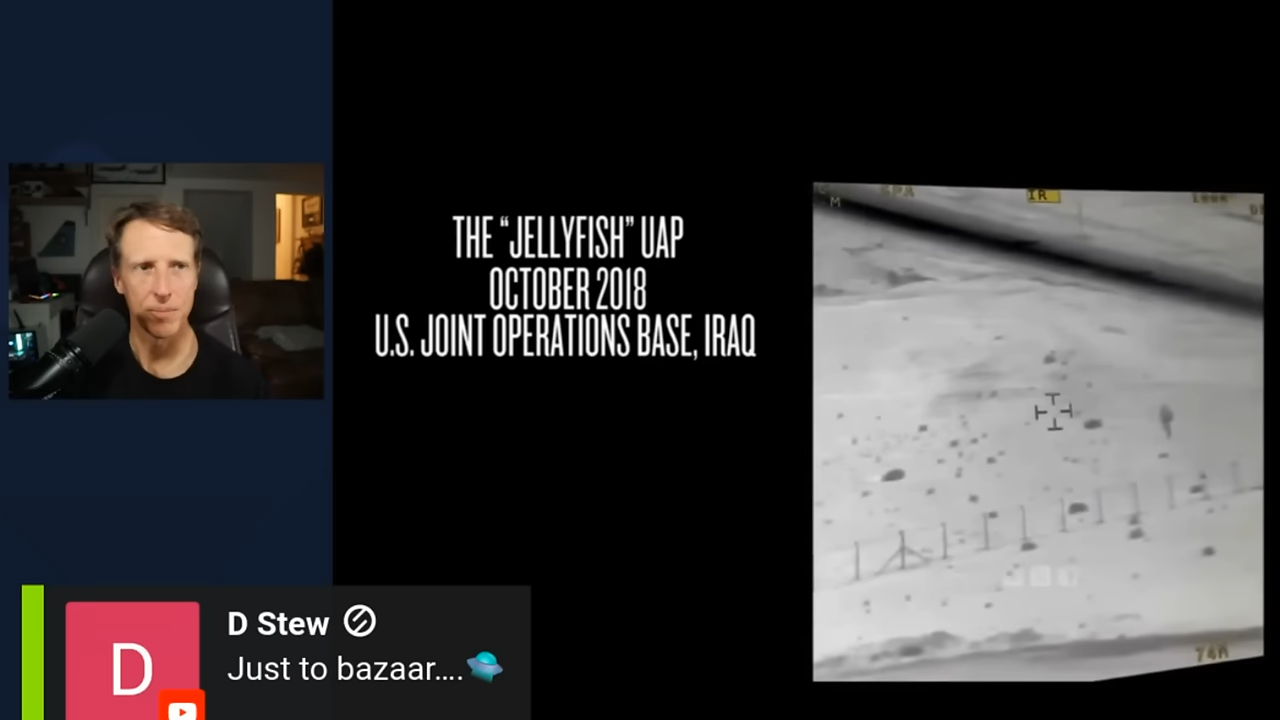 THE “JELLYFISH” UAP
OCTOBER 2018
U.S. JOINT OPERATIONS BASE, IRAQ
IR
M
74M
D
D Stew
Just to bazaar....🛸